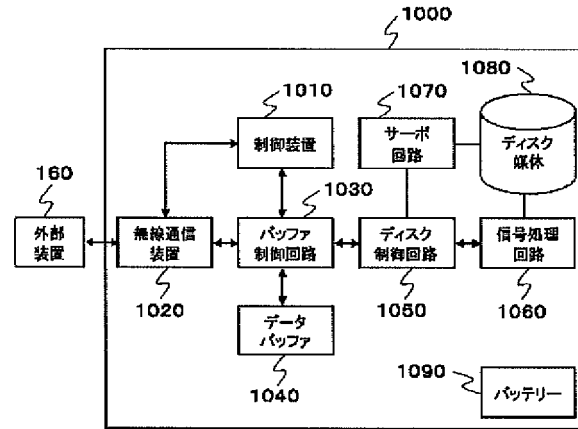 1000
1080
1010
1070
制御装置
サーボ
回路
ディスク
媒体
160
1030
外部
装置
無線通信
装置
バッファ
制御回路
ディスク
制御回路
信号処理
回路
1020
1050
1060
データ
バッファ
1040
1090
バッテリー